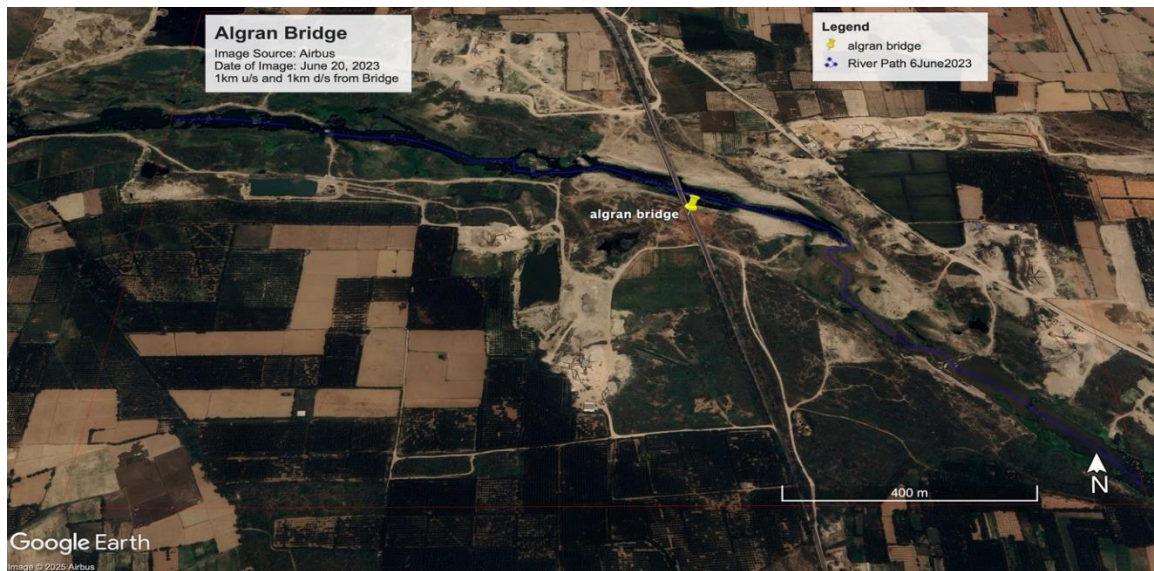 Algran Bridge
Image Source: Airbus
Date of Image: June 20, 2023
1km u/s and 1km d/s from Bridge
Legend
algran bridge
River Path 6June2023
algran bridge
400 m
N
Google Earth
Image © 2025 Airbus